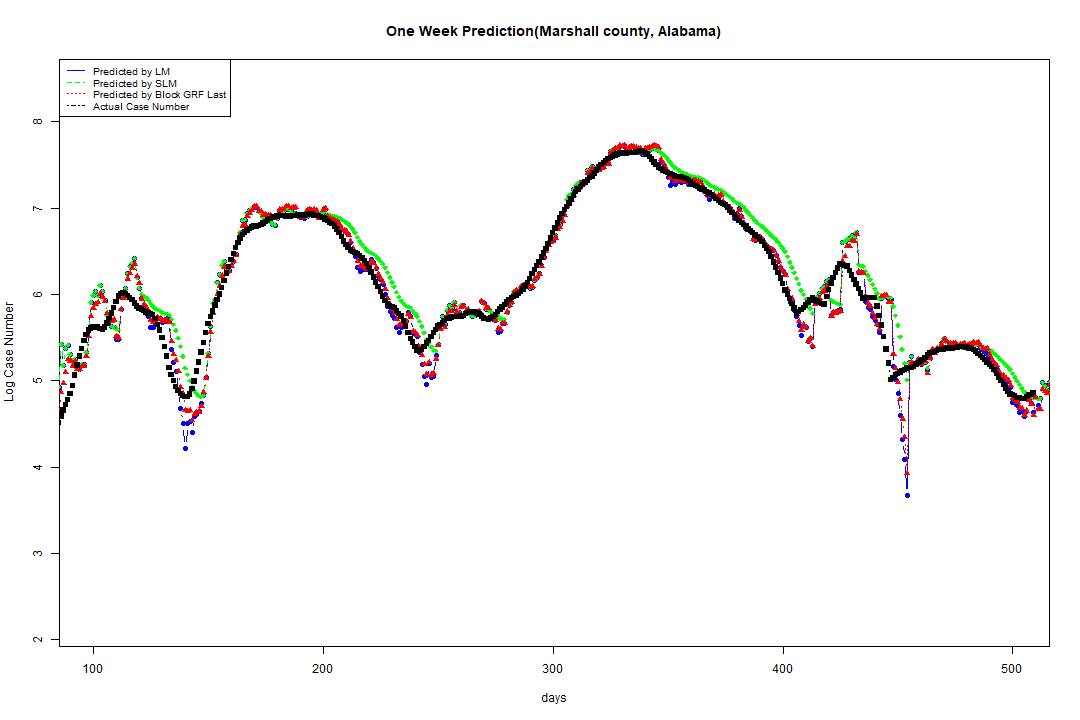 One Week Prediction(Marshall county, Alabama)
Predicted by LM
Predicted by SLM
Predicted by Block GRF Last
Actual Case Number
8
7
6
5
4
3
2
Log Case Number
100 200 300 400 500
days